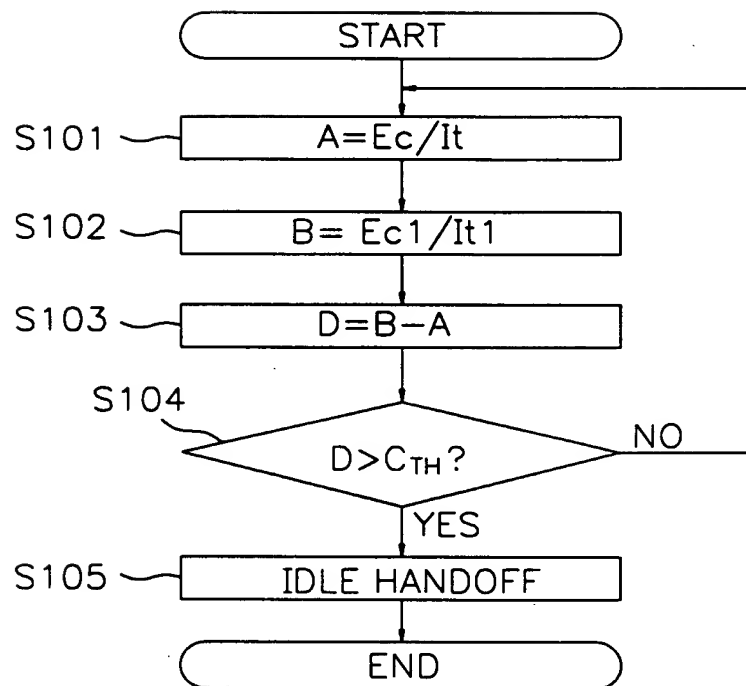 START
S101
A=Ec/It
S102
B= Ec1/It1
S103
D=B-A
S104
D>CTH?
NO
YES
S105
IDLE HANDOFF
END